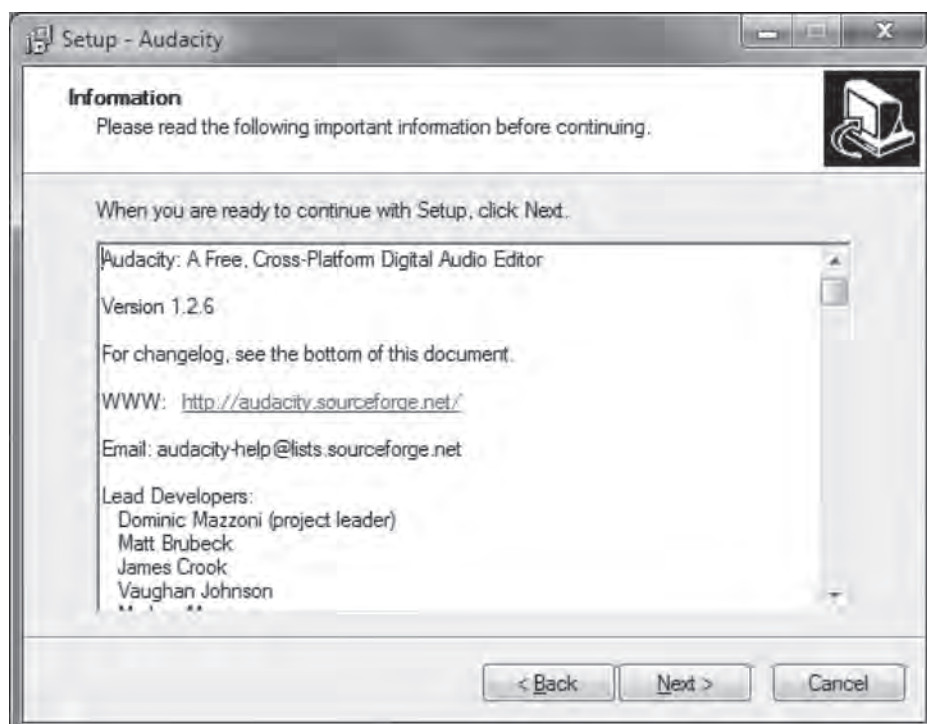 Setup - Audacity
Information
Please read the following important information before continuing.
When you are ready to continue with Setup, click Next.
Audacity: A Free, Cross-Platform Digital Audio Editor
Version 1.2.6
For changelog, see the bottom of this document.
WWW: http://audacity.sourceforge.net/
Email: audacity-help@lists.sourceforge.net
Lead Developers:
Dominic Mazzoni (project leader)
Matt Brubeck
James Crook
Vaughan Johnson
< Back
Next >
Cancel